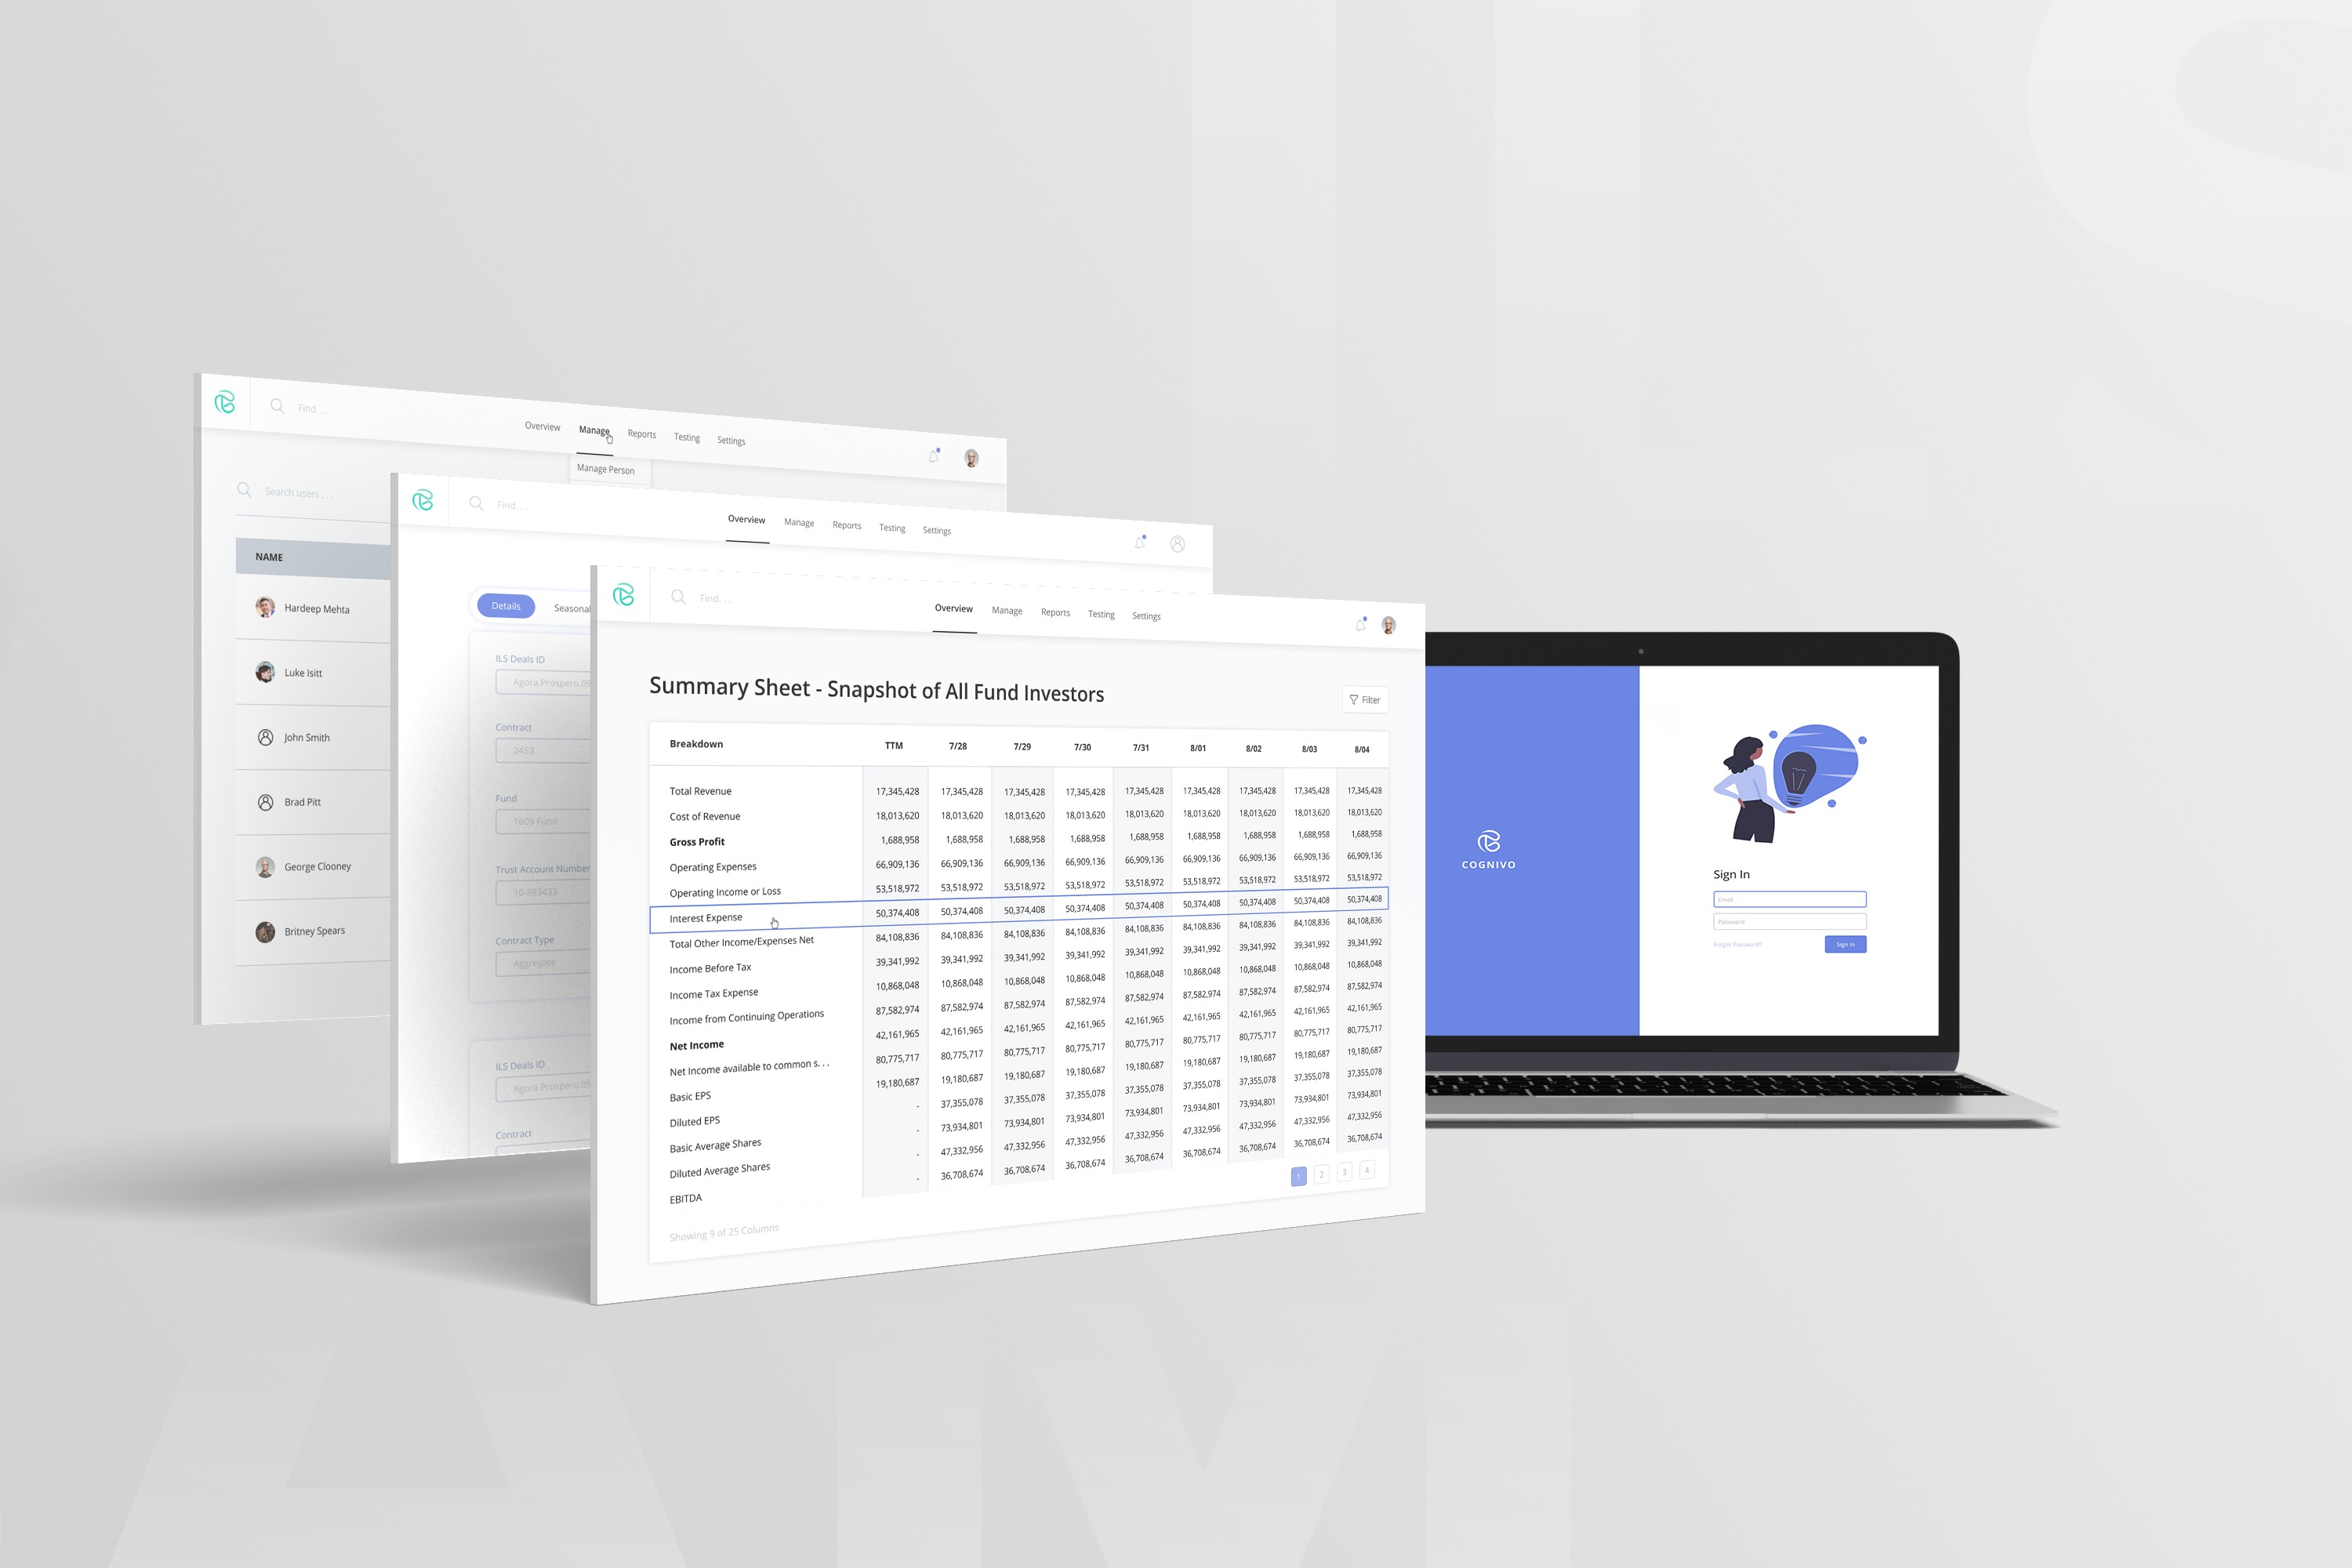 Find. . .
Overview Manage Reports Testing Settings
Manage Person
Search users . . .
NAME
Hardeep Mehta
Luke Isitt
John Smith
Brad Pitt
George Clooney
Britney Spears
Find. . .
Overview Manage Reports Testing Settings
Details Seasonal
ILS Deals ID
Agora.Prospero.05
Contract
2453
Fund
1609 Fund
Trust Account Number
10-883433
Contract Type
Aggregate
ILS Deals ID
Agora.Prospero.05
Contract
Find. . .
Overview Manage Reports Testing Settings
Summary Sheet - Snapshot of All Fund Investors
Filter
Breakdown TTM 7/28 7/29 7/30 7/31 8/01 8/02 8/03 8/04
Total Revenue 17,345,428 17,345,428 17,345,428 17,345,428 17,345,428 17,345,428 17,345,428 17,345,428 17,345,428
Cost of Revenue 18,013,620 18,013,620 18,013,620 18,013,620 18,013,620 18,013,620 18,013,620 18,013,620 18,013,620
Gross Profit 1,688,958 1,688,958 1,688,958 1,688,958 1,688,958 1,688,958 1,688,958 1,688,958 1,688,958
Operating Expenses 66,909,136 66,909,136 66,909,136 66,909,136 66,909,136 66,909,136 66,909,136 66,909,136 66,909,136
Operating Income or Loss 53,518,972 53,518,972 53,518,972 53,518,972 53,518,972 53,518,972 53,518,972 53,518,972 53,518,972
Interest Expense 50,374,408 50,374,408 50,374,408 50,374,408 50,374,408 50,374,408 50,374,408 50,374,408 50,374,408
Total Other Income/Expenses Net 84,108,836 84,108,836 84,108,836 84,108,836 84,108,836 84,108,836 84,108,836 84,108,836 84,108,836
Income Before Tax 39,341,992 39,341,992 39,341,992 39,341,992 39,341,992 39,341,992 39,341,992 39,341,992 39,341,992
Income Tax Expense 10,868,048 10,868,048 10,868,048 10,868,048 10,868,048 10,868,048 10,868,048 10,868,048 10,868,048
Income from Continuing Operations 87,582,974 87,582,974 87,582,974 87,582,974 87,582,974 87,582,974 87,582,974 87,582,974 87,582,974
Net Income 42,161,965 42,161,965 42,161,965 42,161,965 42,161,965 42,161,965 42,161,965 42,161,965 42,161,965
Net Income available to common s. . . 80,775,717 80,775,717 80,775,717 80,775,717 80,775,717 80,775,717 80,775,717 80,775,717 80,775,717
Basic EPS 19,180,687 19,180,687 19,180,687 19,180,687 19,180,687 19,180,687 19,180,687 19,180,687 19,180,687
Diluted EPS - 37,355,078 37,355,078 37,355,078 37,355,078 37,355,078 37,355,078 37,355,078 37,355,078
Basic Average Shares - 73,934,801 73,934,801 73,934,801 73,934,801 73,934,801 73,934,801 73,934,801 73,934,801
Diluted Average Shares - 47,332,956 47,332,956 47,332,956 47,332,956 47,332,956 47,332,956 47,332,956 47,332,956
EBITDA - 36,708,674 36,708,674 36,708,674 36,708,674 36,708,674 36,708,674 36,708,674 36,708,674
1 2 3 4
Showing 9 of 25 Columns
COGNIVO
Sign In
Email
Password
Forgot Password?
Sign In